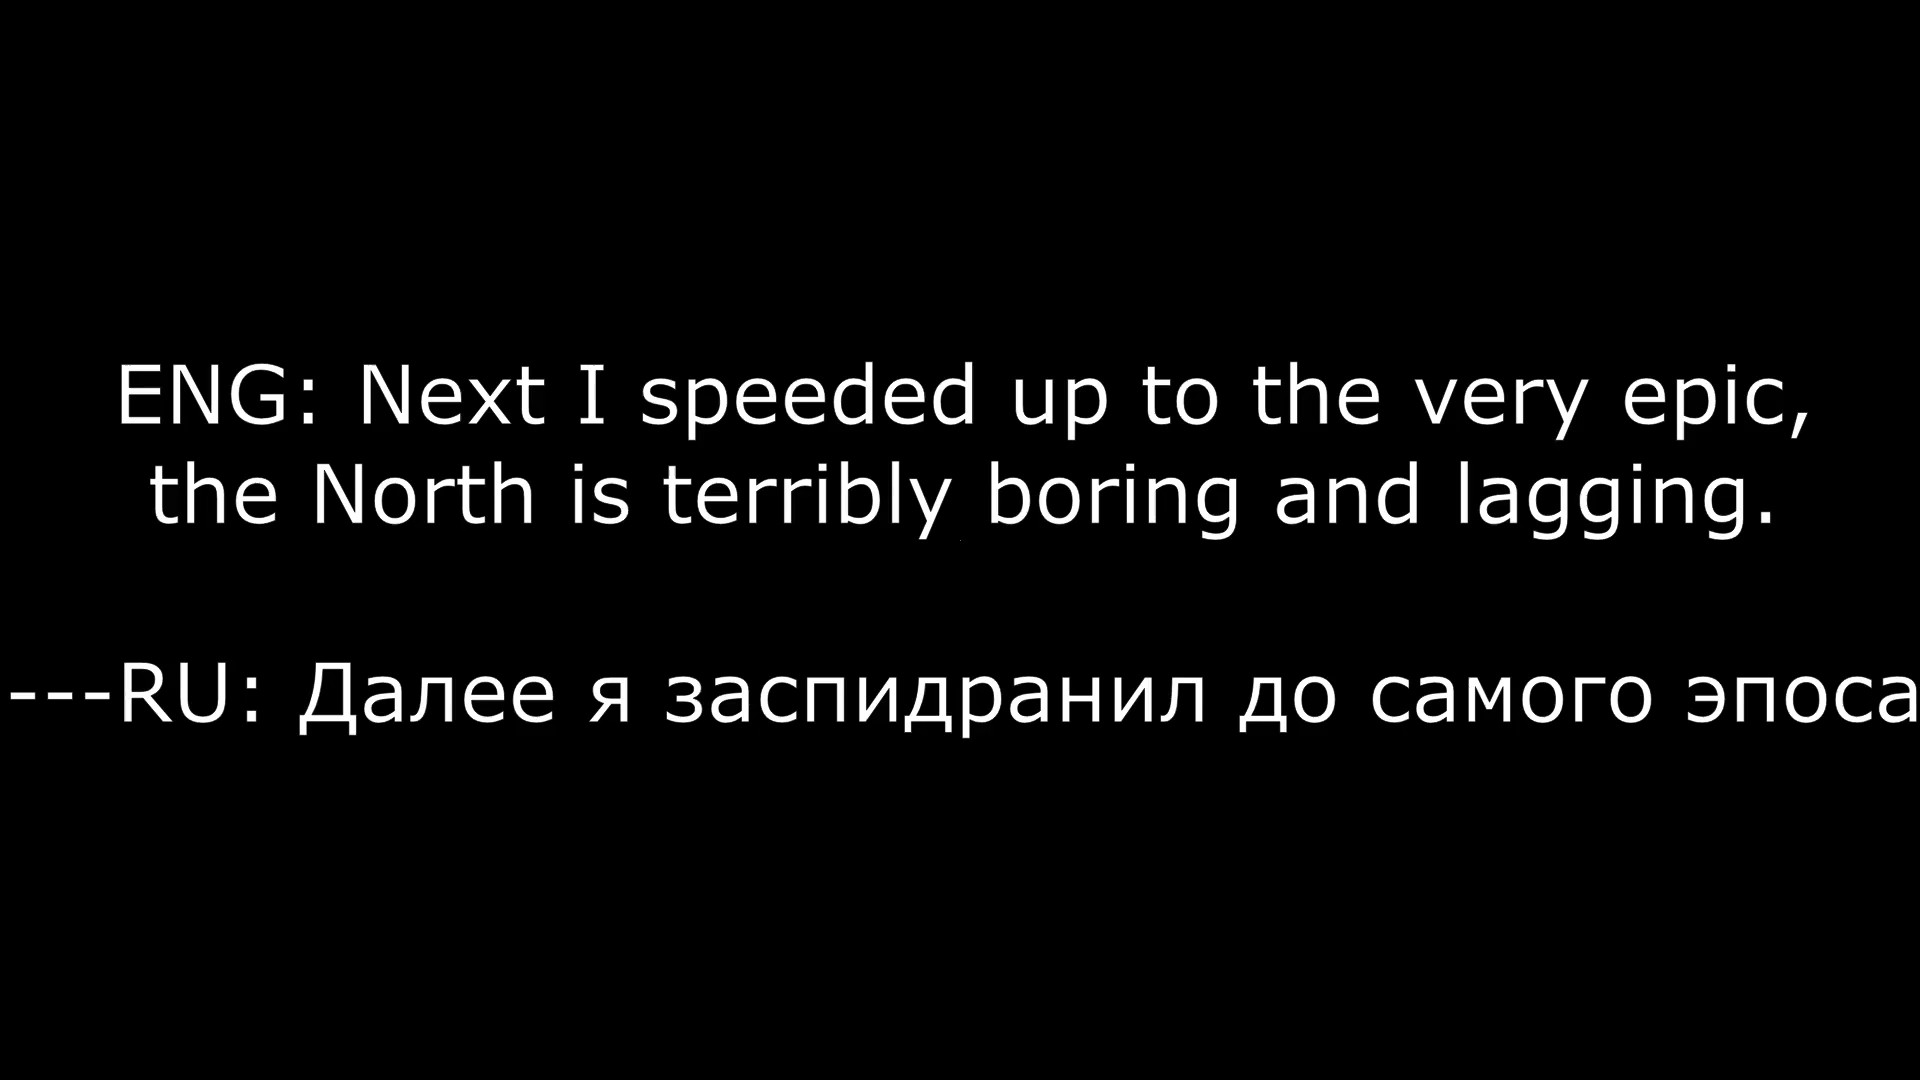 ENG: Next I speeded up to the very epic,
the North is terribly boring and lagging.
---RU: Далее я заспидранил до самого эпоса